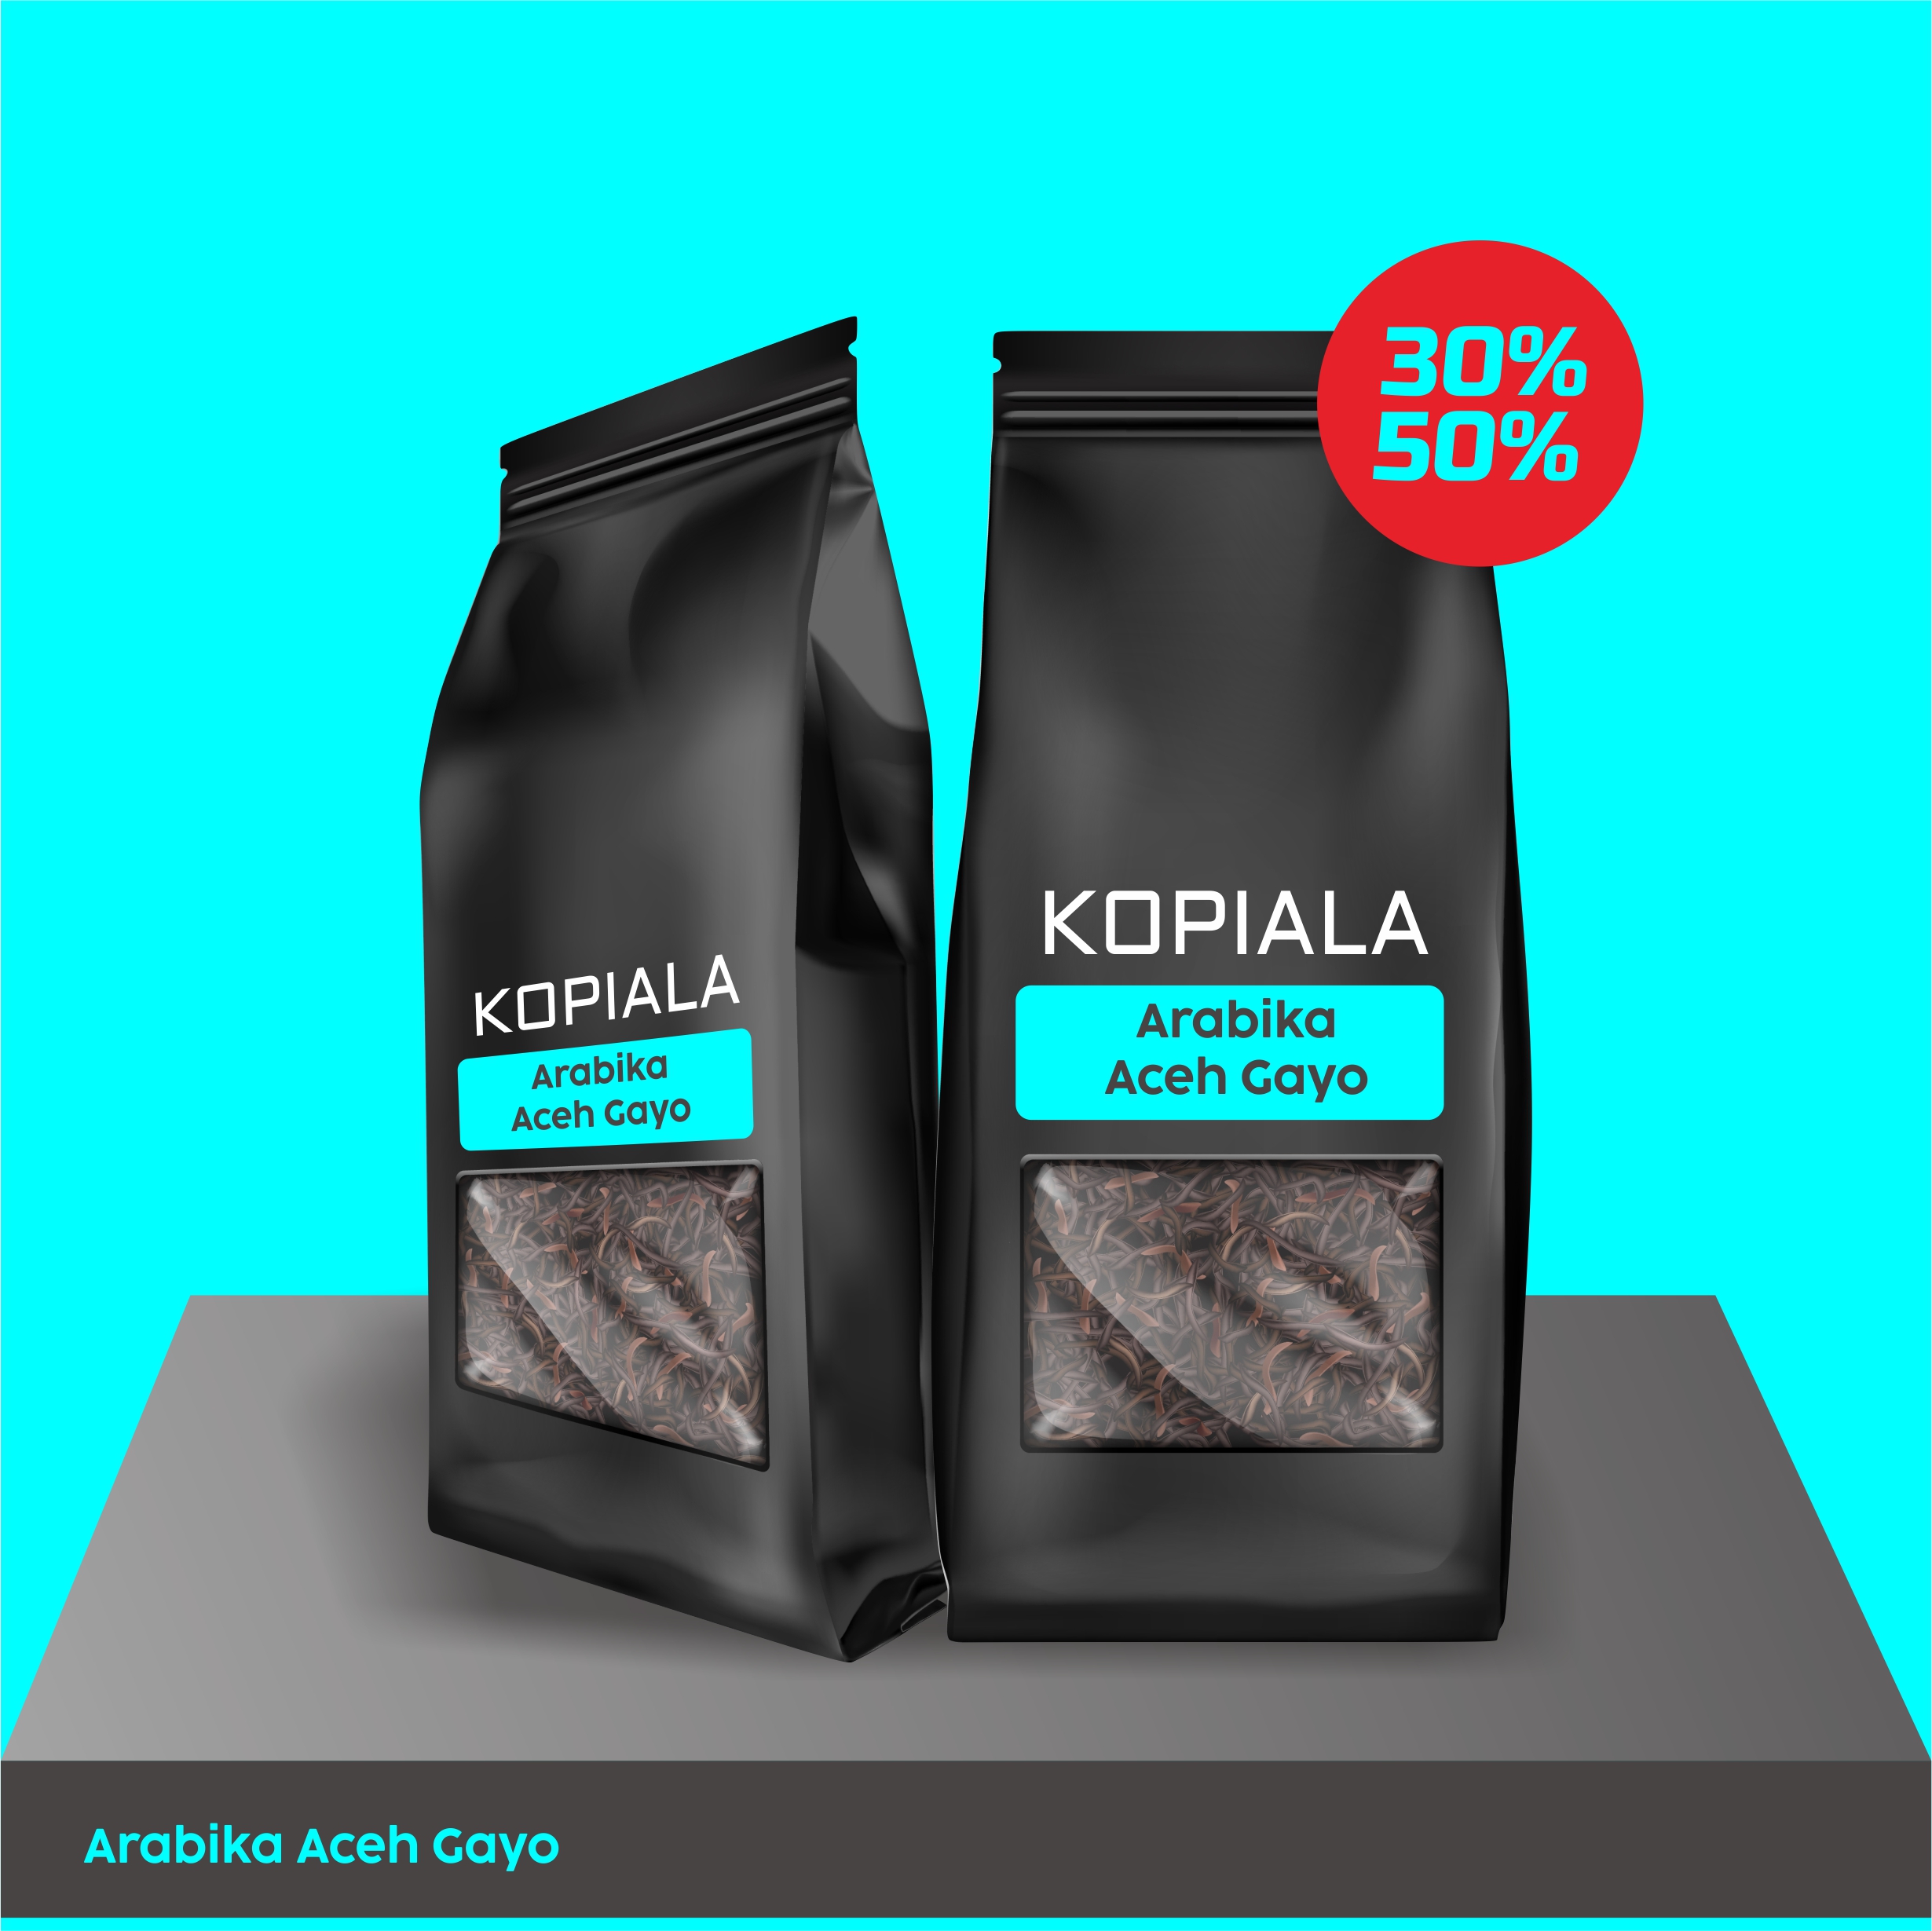 30%
50%
KOPIALA
Arabika
Aceh Gayo
KOPIALA
Arabika
Aceh Gayo
Arabika Aceh Gayo